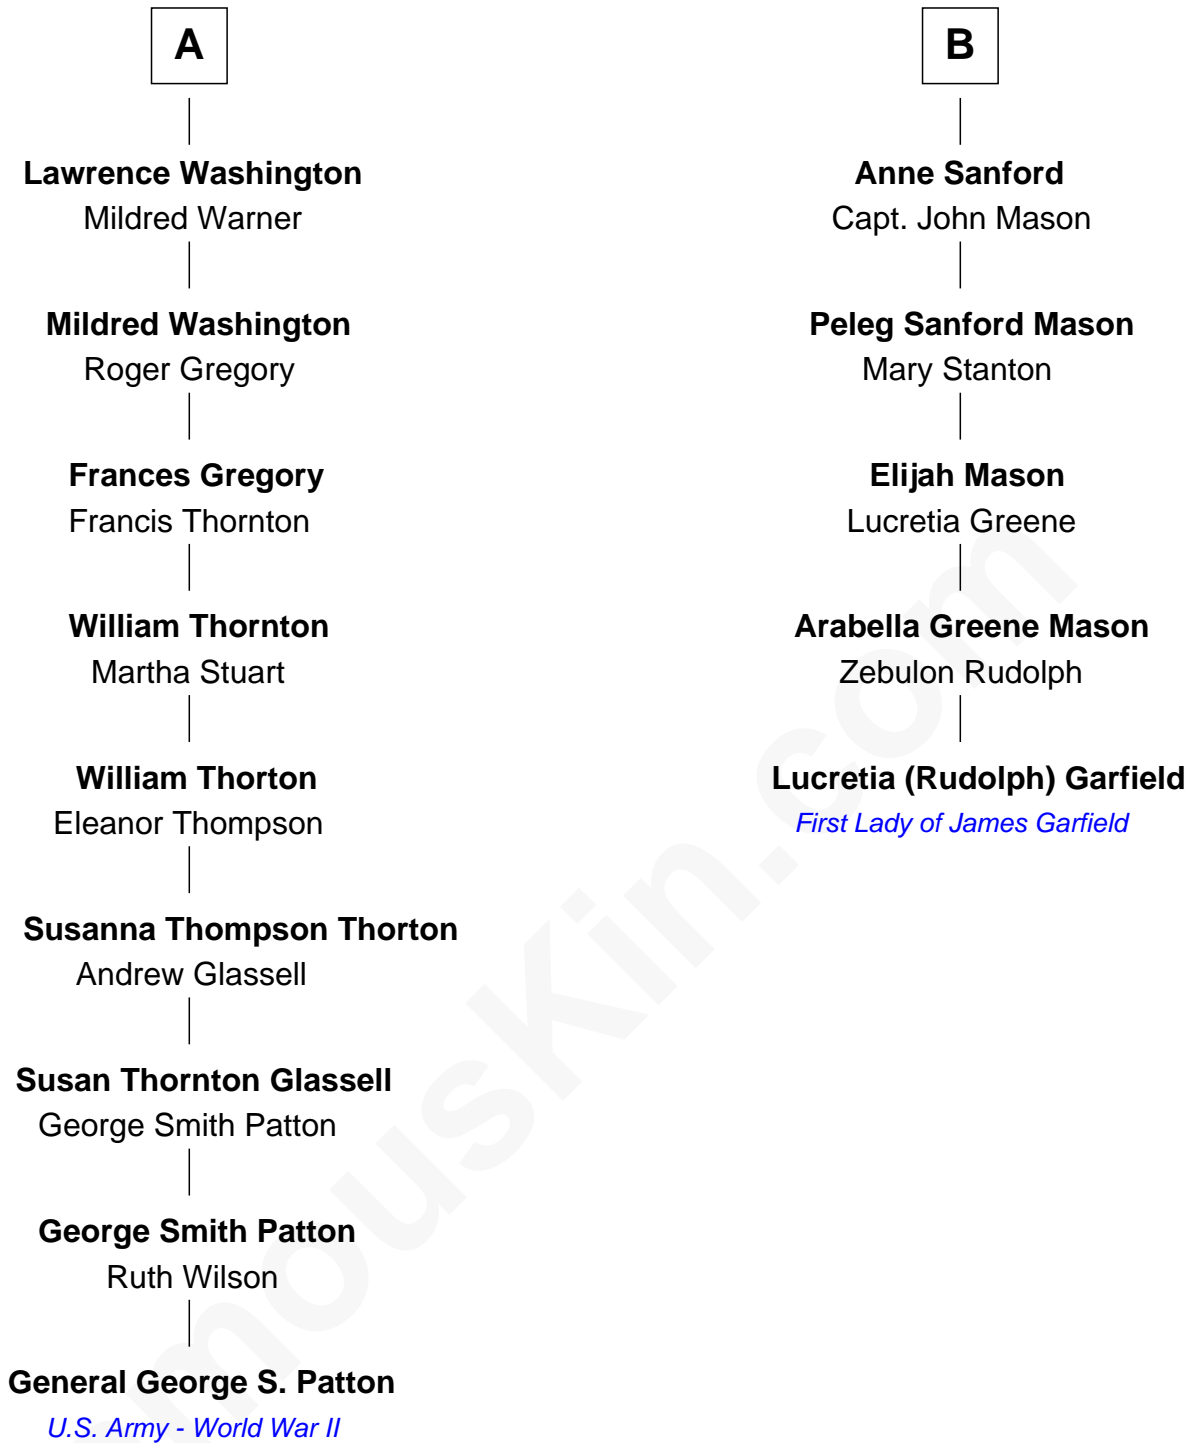 A
Lawrence Washington
Mildred Warner
Mildred Washington
Roger Gregory
Frances Gregory
Francis Thornton
William Thornton
Martha Stuart
William Thorton
Eleanor Thompson
Susanna Thompson Thorton
Andrew Glassell
Susan Thornton Glassell
George Smith Patton
George Smith Patton
Ruth Wilson
General George S. Patton
U.S. Army - World War II
B
Anne Sanford
Capt. John Mason
Peleg Sanford Mason
Mary Stanton
Elijah Mason
Lucretia Greene
Arabella Greene Mason
Zebulon Rudolph
Lucretia (Rudolph) Garfield
First Lady of James Garfield
mousKin.com